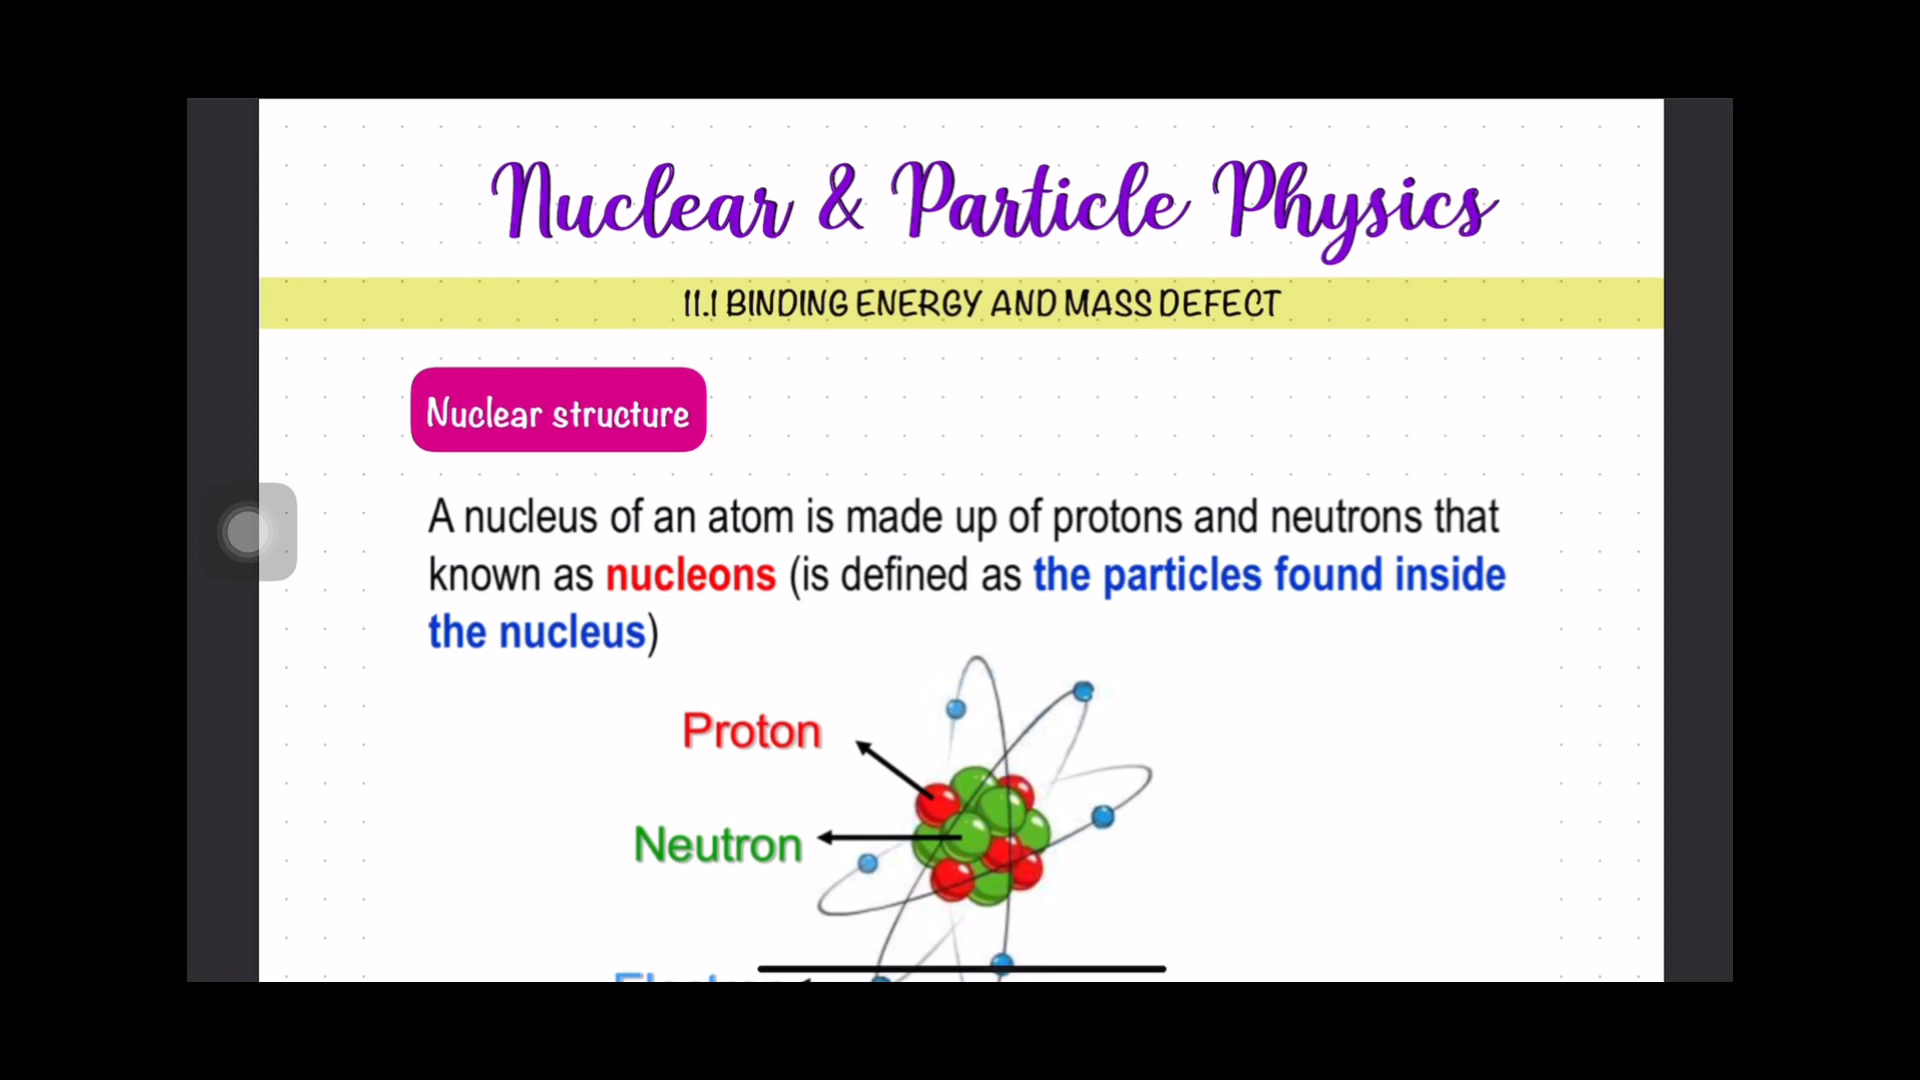 Nuclear & Particle Physics
11.1 BINDING ENERGY AND MASS DEFECT
Nuclear structure
A nucleus of an atom is made up of protons and neutrons that
known as nucleons (is defined as the particles found inside
the nucleus)
Proton
Neutron